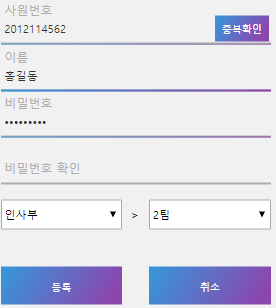 사원번호
2012114562
중복확인
이름
홍길동
비밀번호
•••••••••
비밀번호 확인
인사부 ▼ > 2팀 ▼
등록 취소